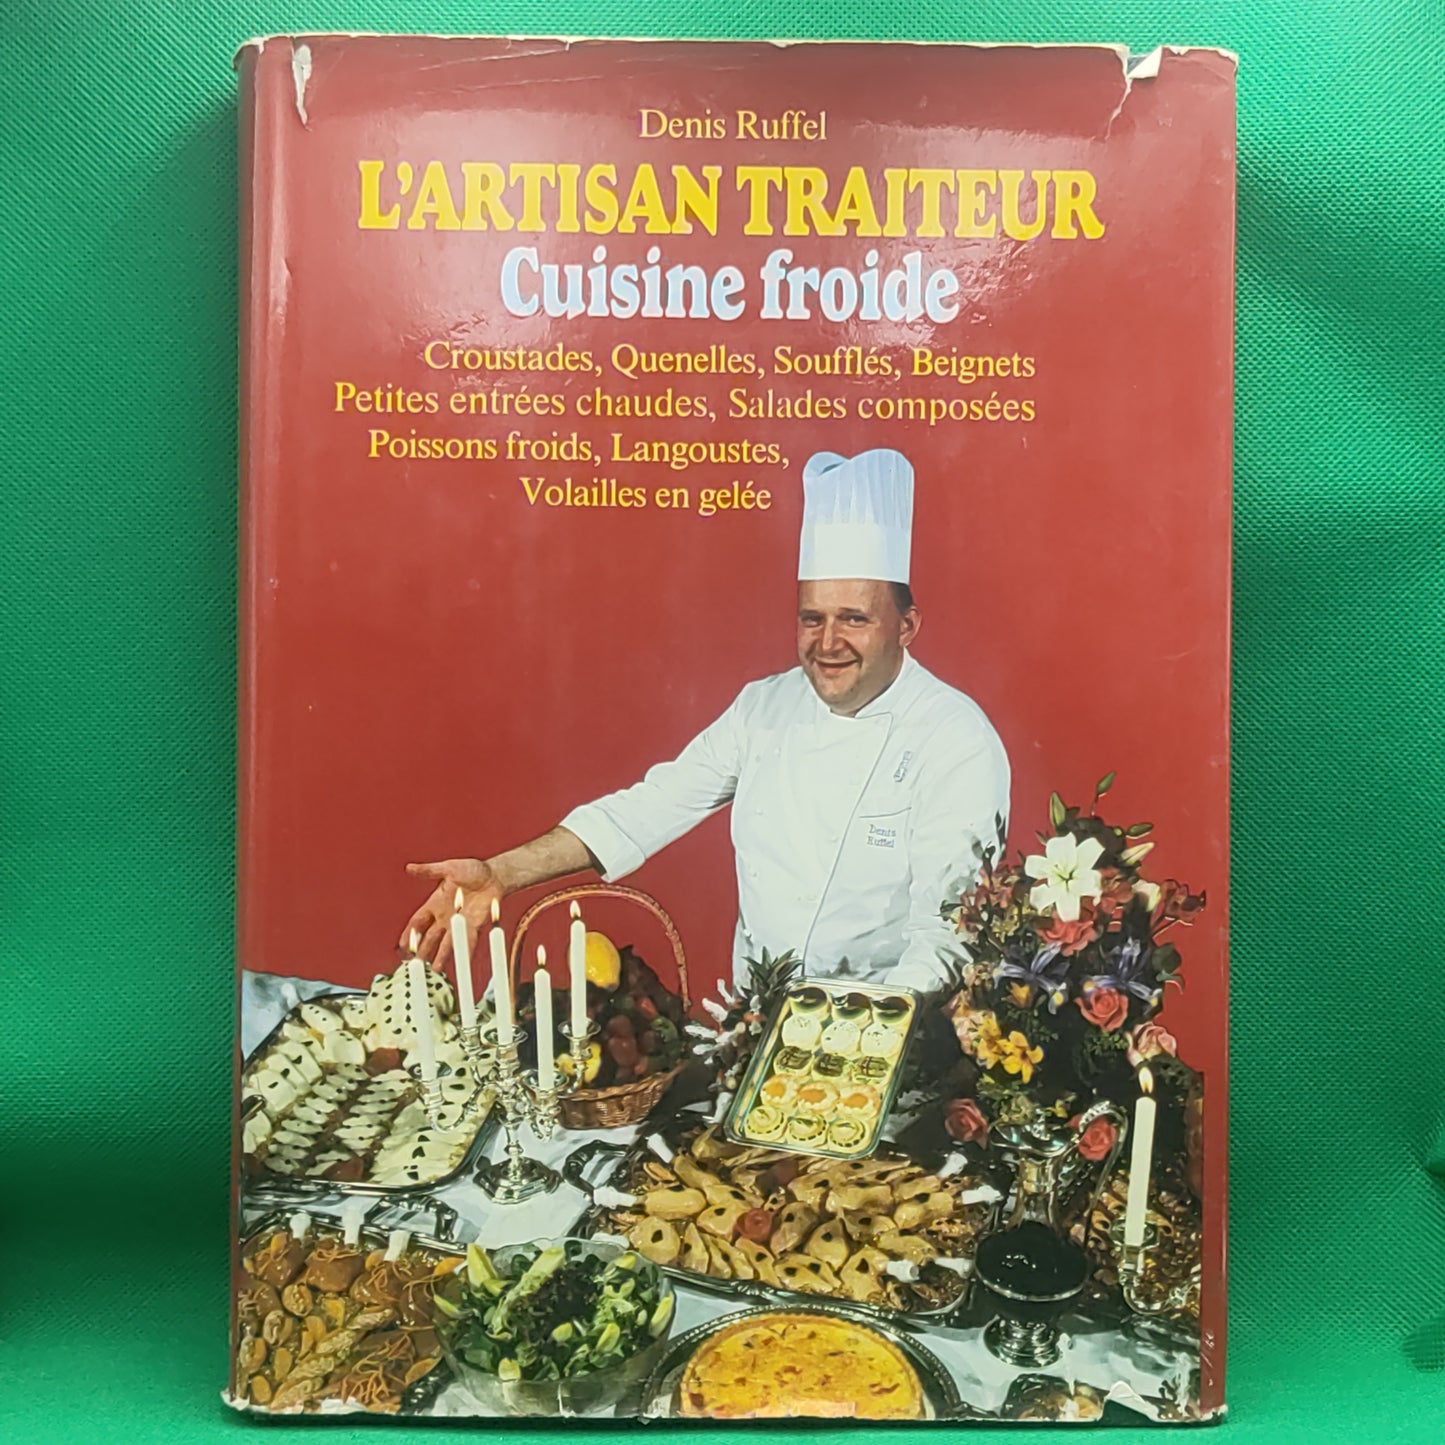 Denis Ruffel
L'ARTISAN TRAITEUR
Cuisine froide
Croustades, Quenelles, Soufflés, Beignets
Petites entrées chaudes, Salades composées
Poissons froids, Langoustes,
Volailles en gelée
Denis
Ruffel